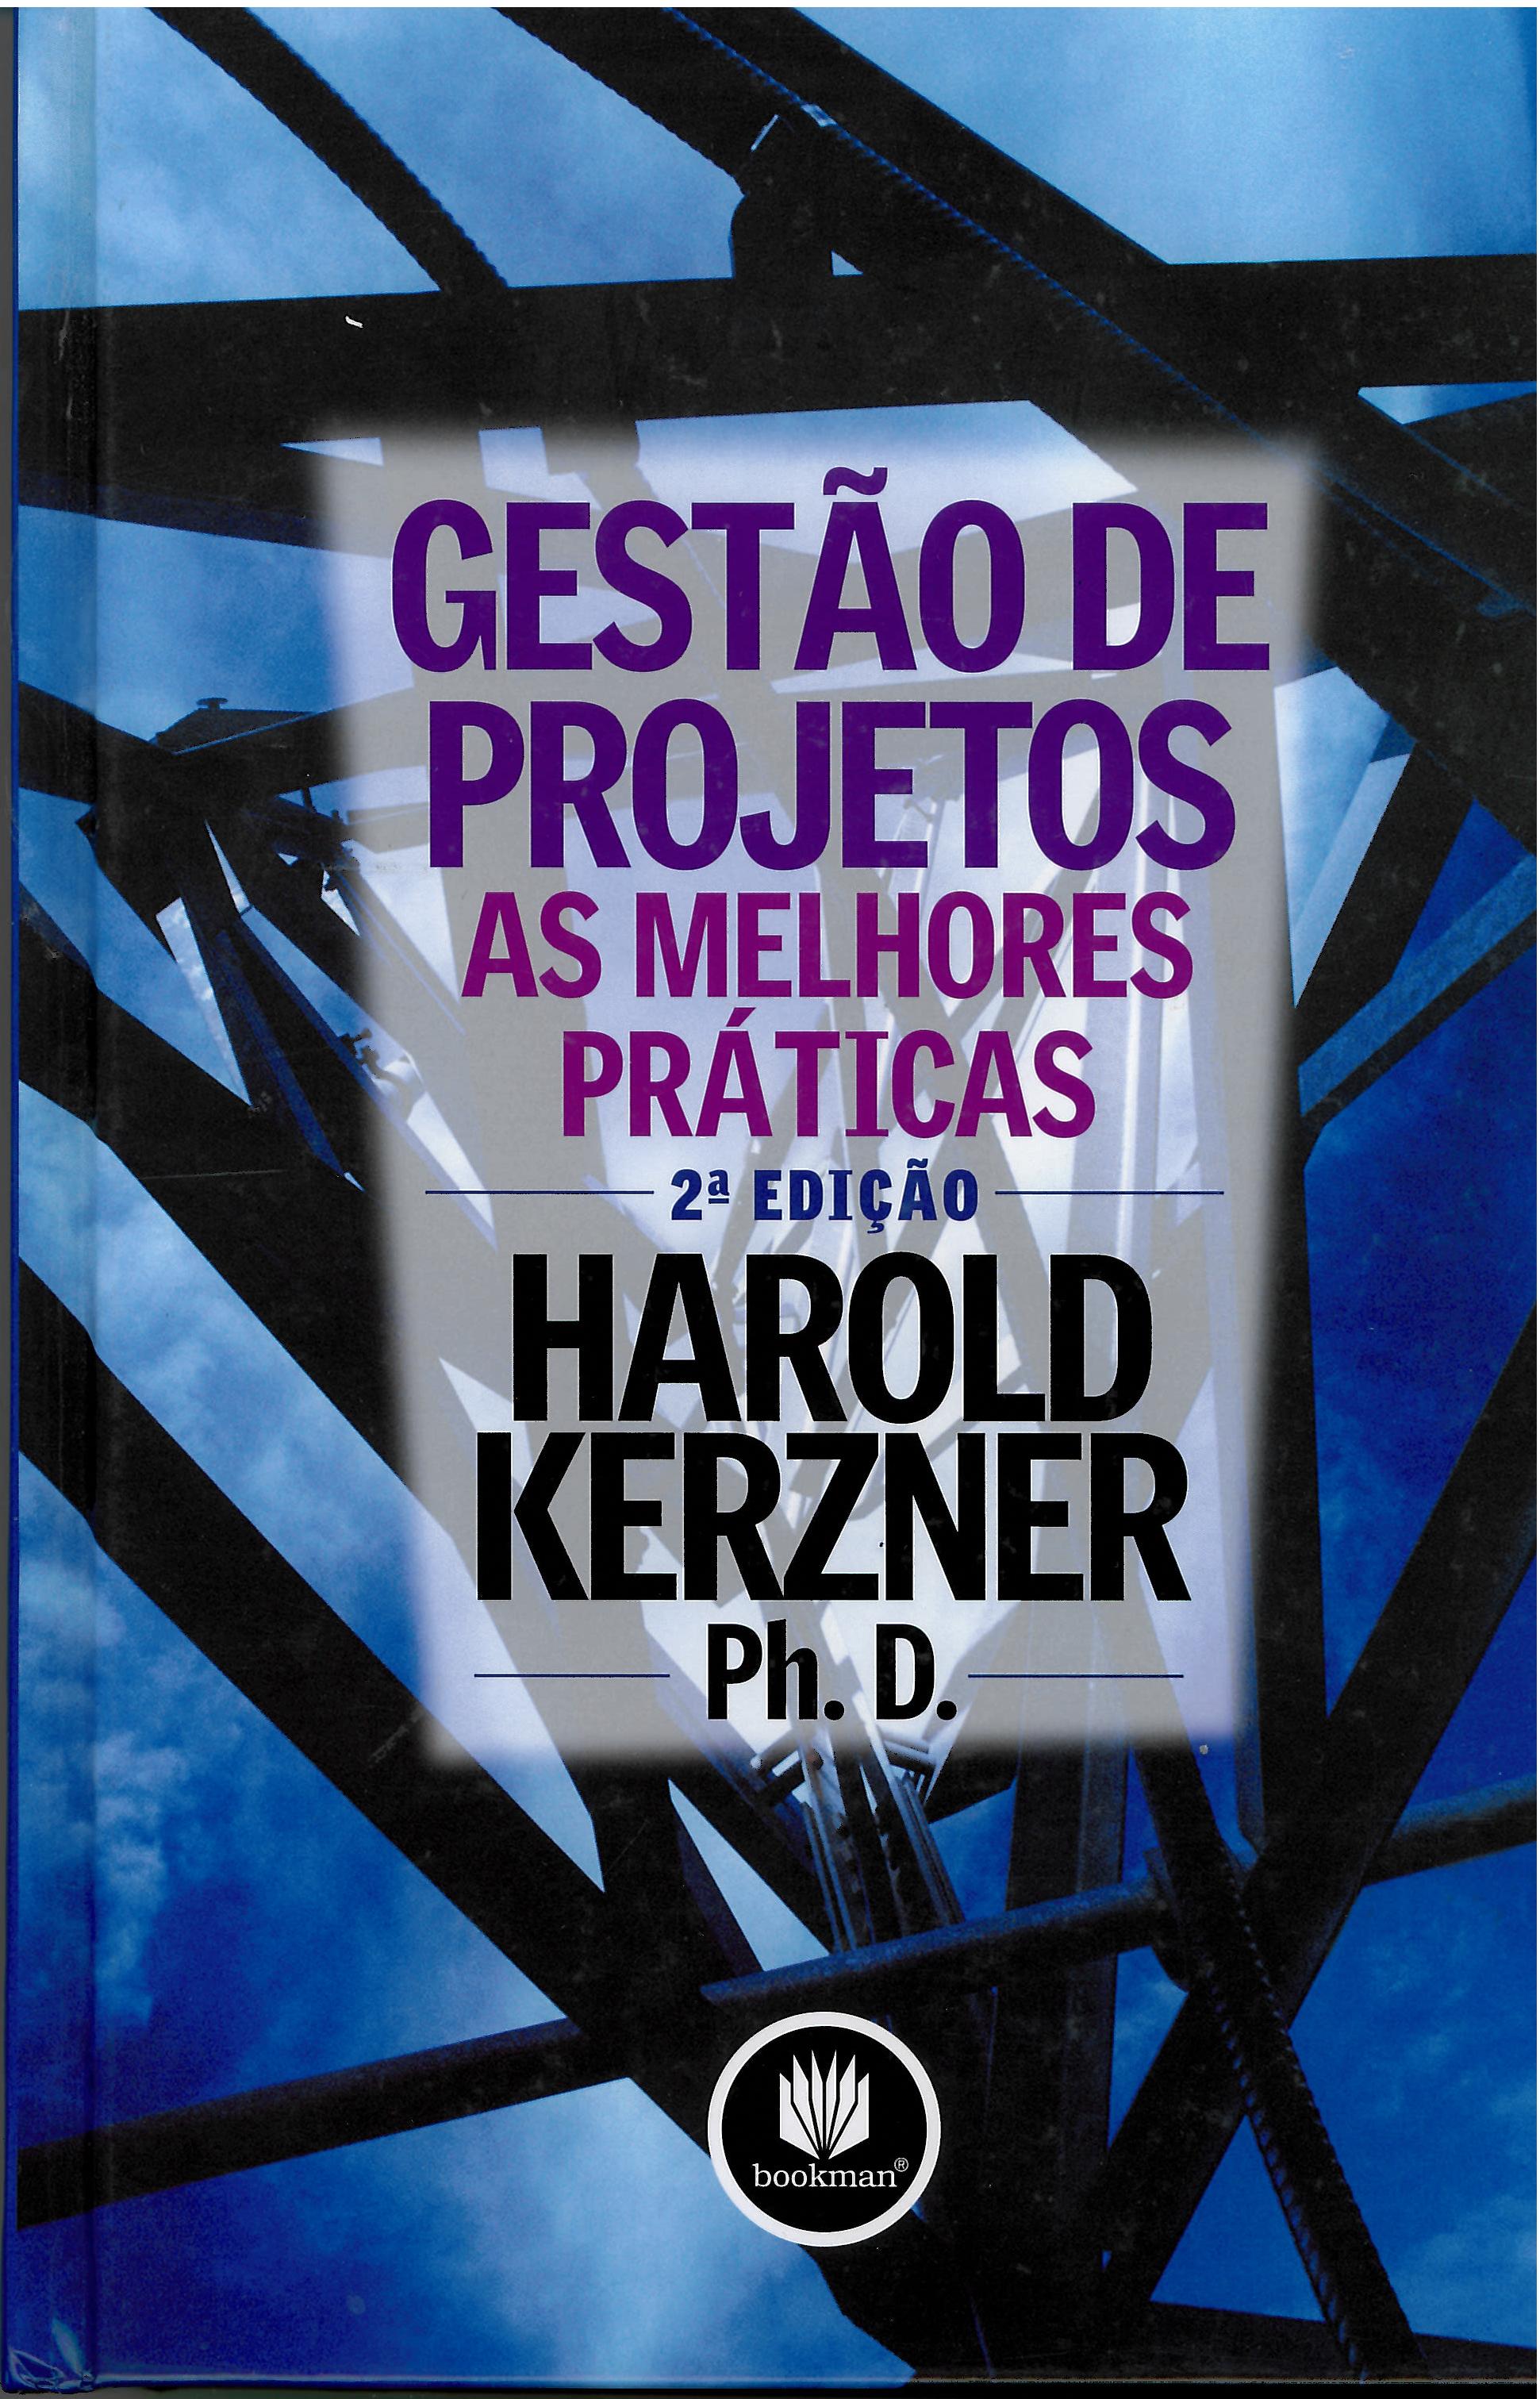 GESTÃO DE
PROJETOS
AS MELHORES
PRÁTICAS
2ª EDIÇÃO
HAROLD
KERZNER
Ph. D.
bookman®